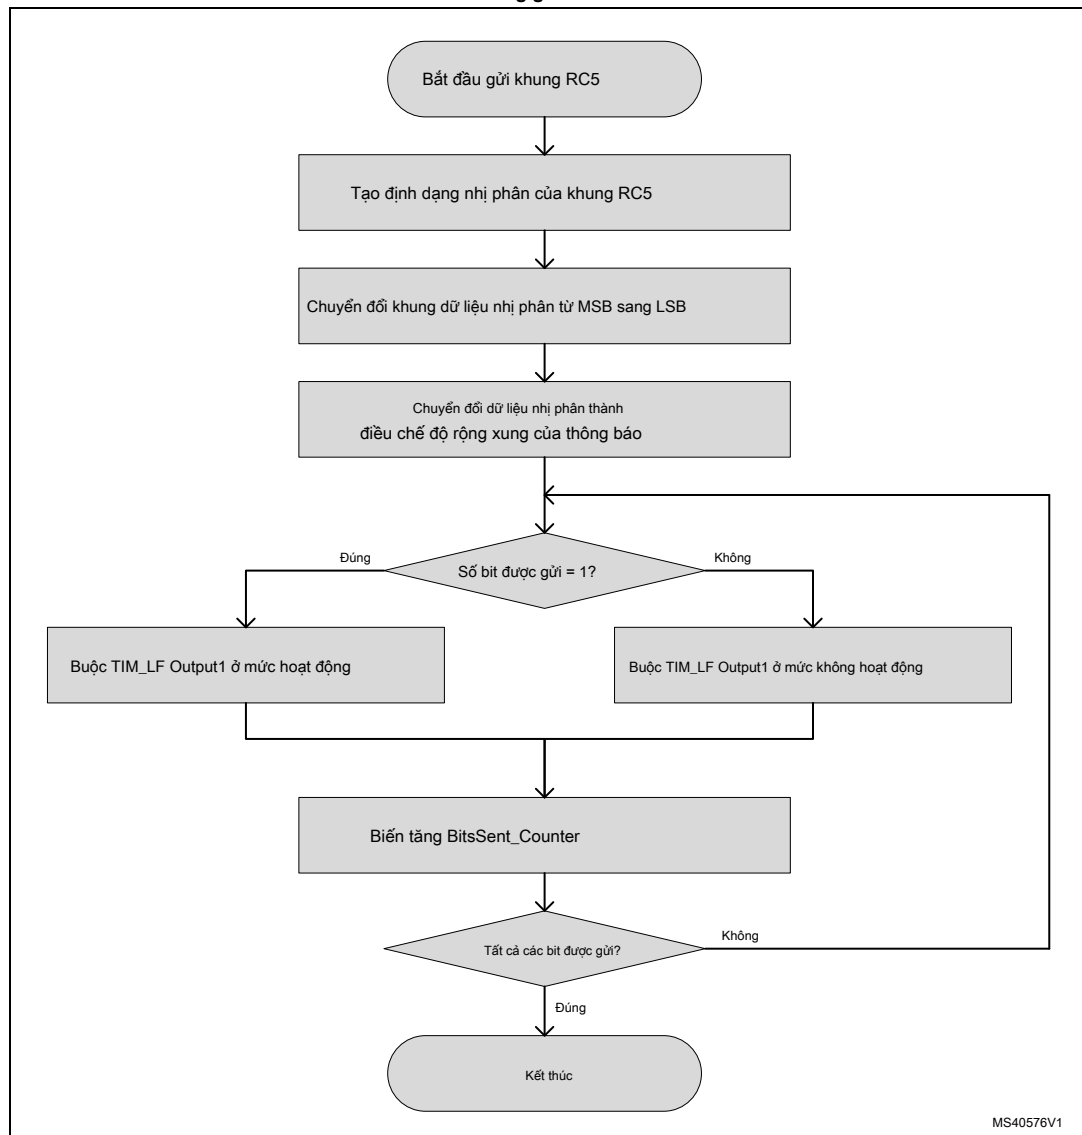 Bắt đầu gửi khung RC5
Tạo định dạng nhị phân của khung RC5
Chuyển đổi khung dữ liệu nhị phân từ MSB sang LSB
Chuyển đổi dữ liệu nhị phân thành
điều chế độ rộng xung của thông báo
Đúng
Không
Số bit được gửi = 1?
Buộc TIM_LF Output1 ở mức hoạt động
Buộc TIM_LF Output1 ở mức không hoạt động
Biến tăng BitsSent_Counter
Không
Tất cả các bit được gửi?
Đúng
Kết thúc
MS40576V1